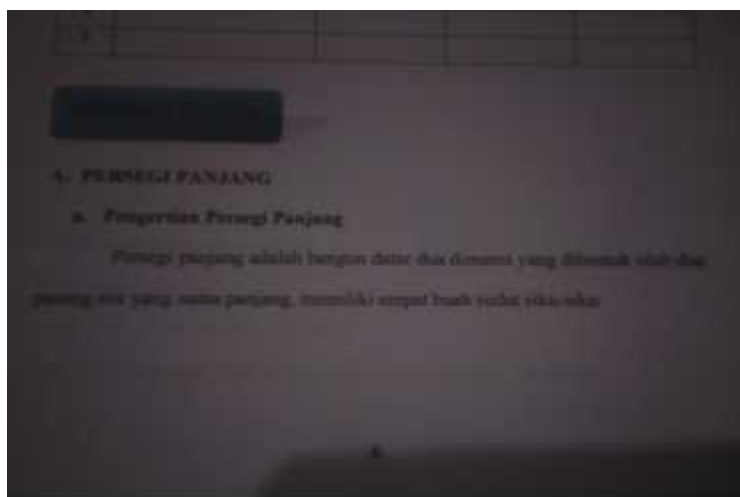 A. PERSEGI PANJANG
a. Pengertian Persegi Panjang
Persegi panjang adalah bangun datar dua dimensi yang dibentuk oleh dua
pasang sisi yang sama panjang, memiliki empat buah sudut siku-siku